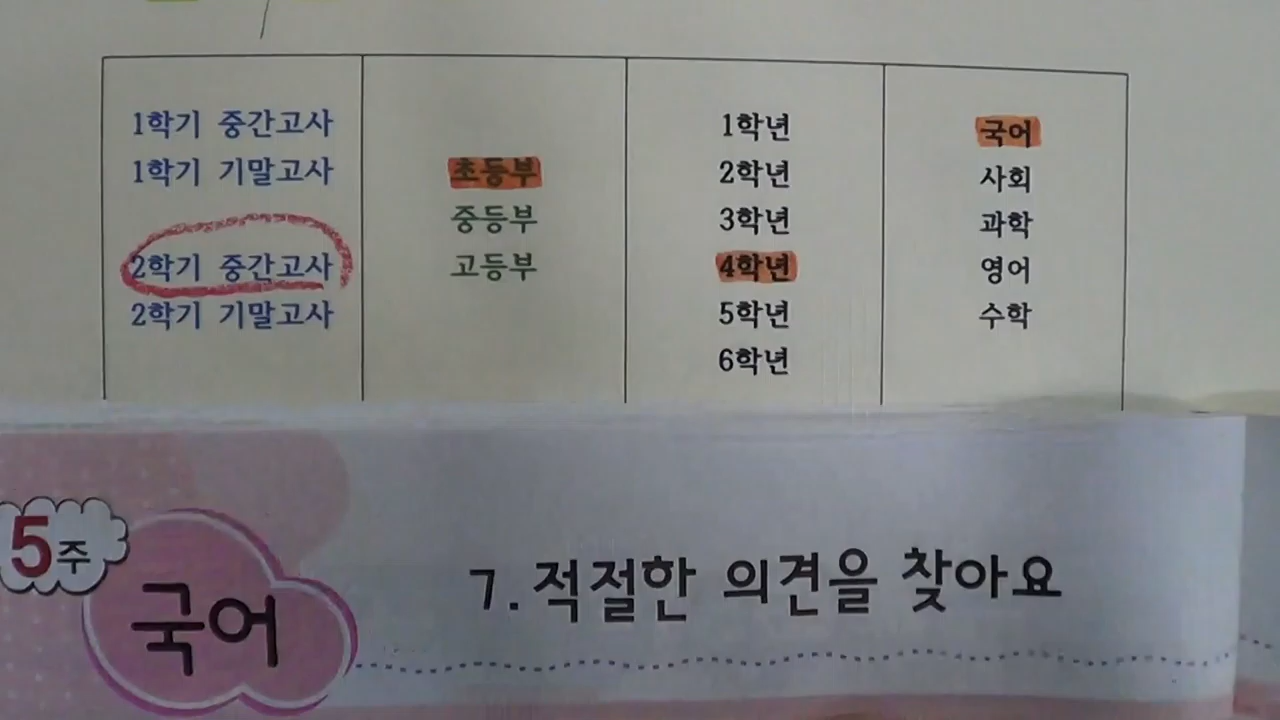 1학기 중간고사
1학기 기말고사
2학기 중간고사
2학기 기말고사
초등부
중등부
고등부
1학년
2학년
3학년
4학년
5학년
6학년
국어
사회
과학
영어
수학
5주
국어
7. 적절한 의견을 찾아요